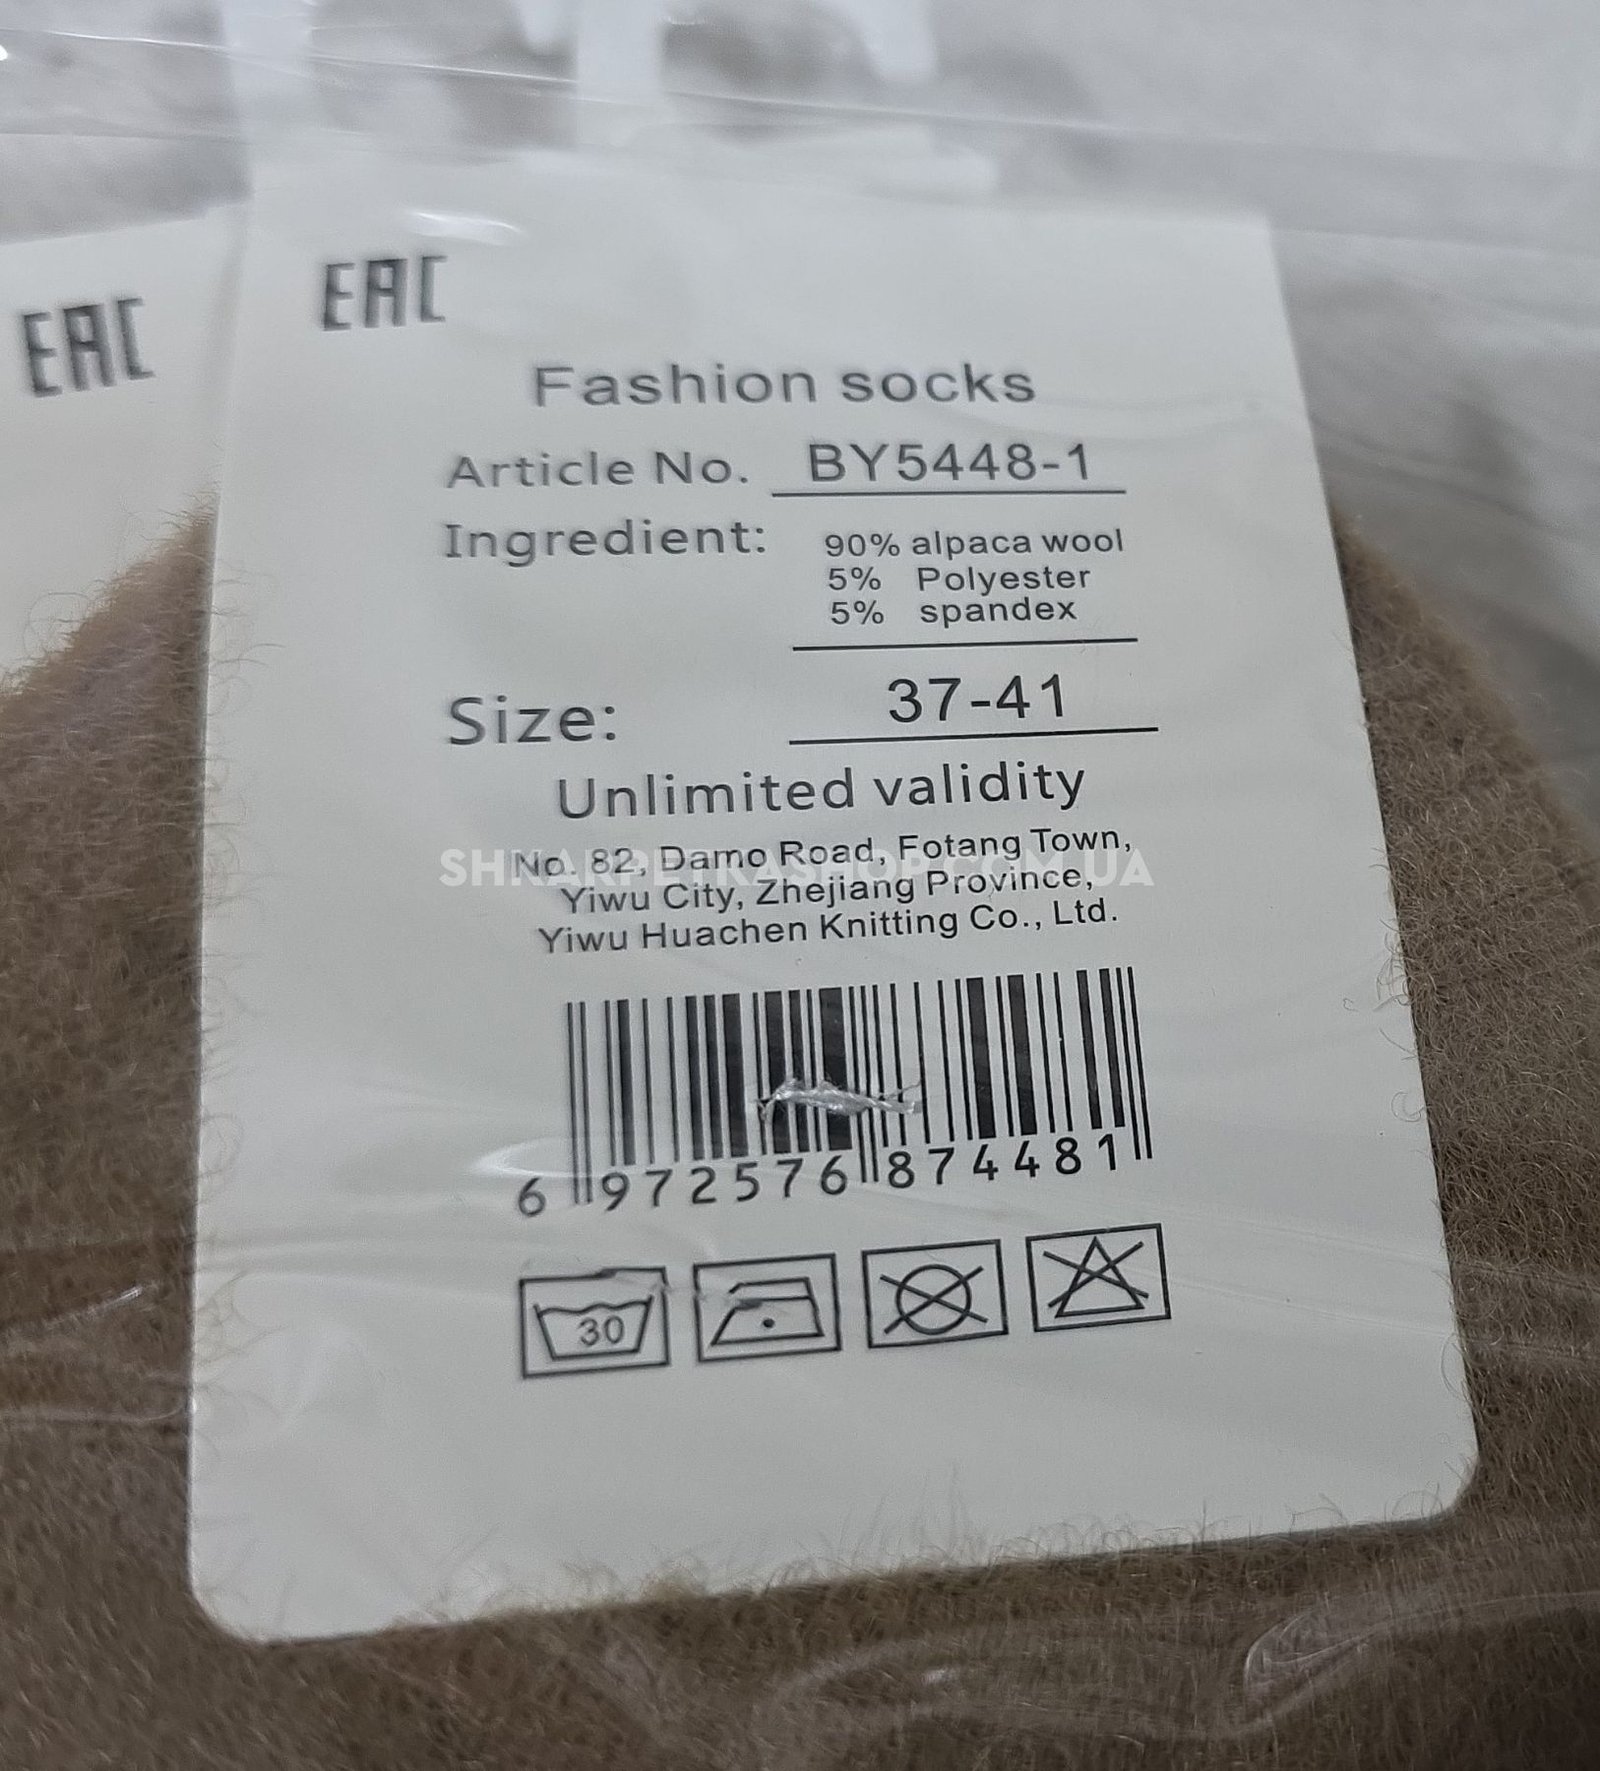 EAC
EAC
Fashion socks
Article No. BY5448-1
Ingredient: 90% alpaca wool
5% Polyester
5% spandex
Size: 37-41
Unlimited validity
No. 82, Damo Road, Fotang Town,
SHKARPETKASHOP.COM.UA
Yiwu City, Zhejiang Province,
Yiwu Huachen Knitting Co., Ltd.
6 972576 874481
30